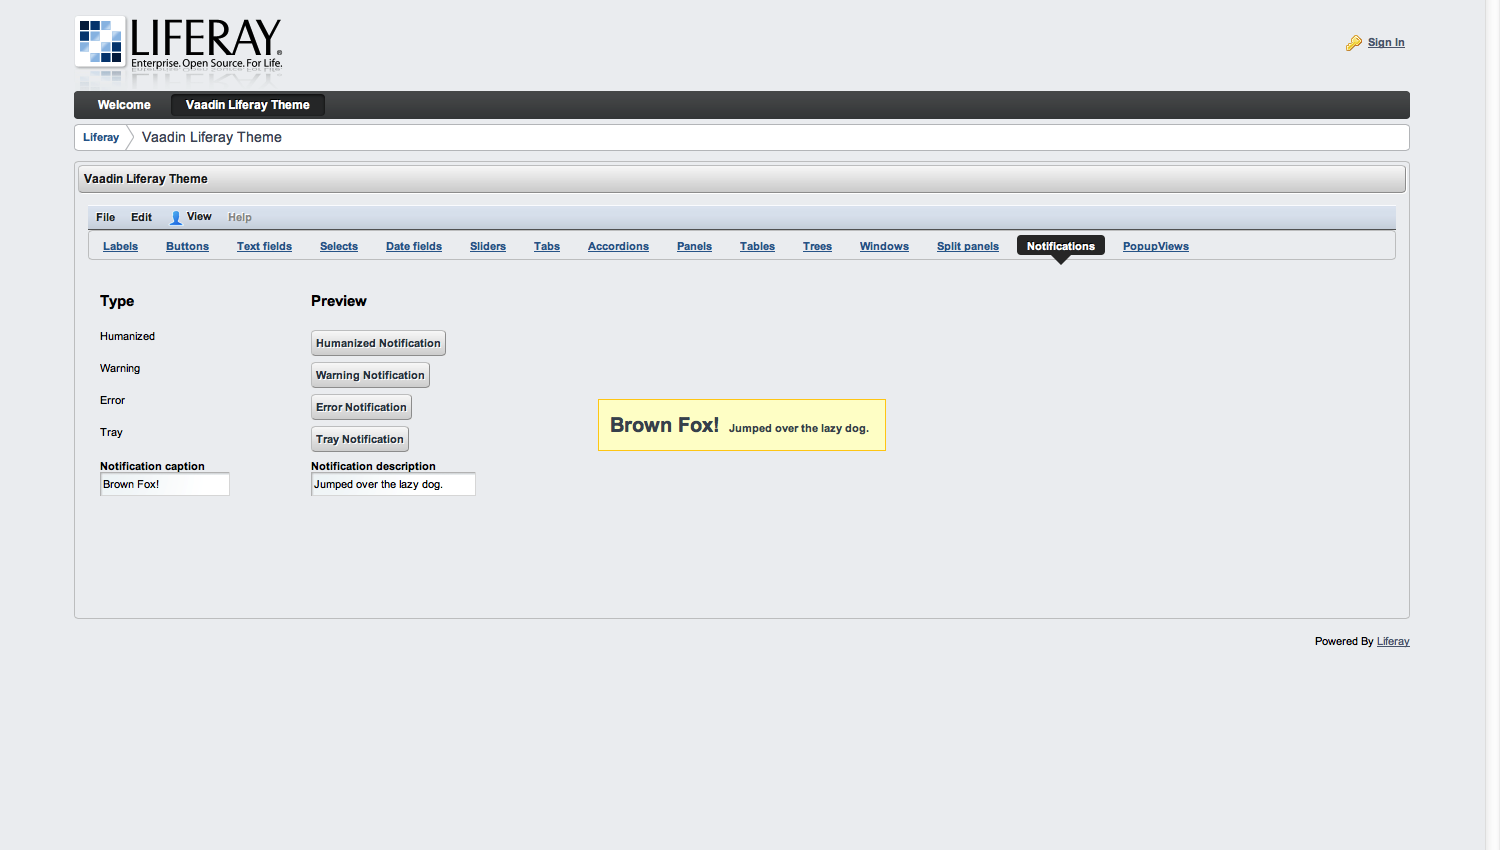 LIFERAY.
Enterprise. Open Source. For Life.
Sign In
Welcome Vaadin Liferay Theme
Liferay Vaadin Liferay Theme
Vaadin Liferay Theme
File Edit View Help
Labels Buttons Text fields Selects Date fields Sliders Tabs Accordions Panels Tables Trees Windows Split panels Notifications PopupViews
Type Preview
Humanized Humanized Notification
Warning Warning Notification
Error Error Notification
Tray Tray Notification
Brown Fox! Jumped over the lazy dog.
Notification caption Notification description
Brown Fox! Jumped over the lazy dog.
Powered By Liferay